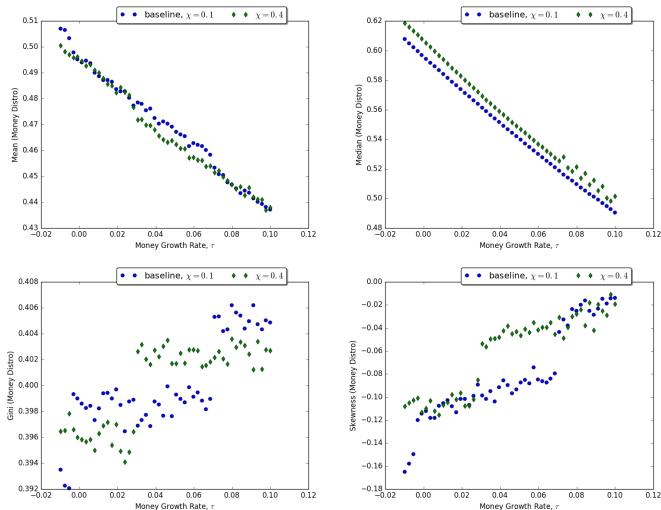 baseline, χ = 0.1 χ = 0.4
baseline, χ = 0.1 χ = 0.4
0.51
0.50
0.49
0.48
0.47
0.46
0.45
0.44
0.43
Mean (Money Distro)
−0.02 0.00 0.02 0.04 0.06 0.08 0.10 0.12
Money Growth Rate, τ
0.62
0.60
0.58
0.56
0.54
0.52
0.50
0.48
Median (Money Distro)
−0.02 0.00 0.02 0.04 0.06 0.08 0.10 0.12
Money Growth Rate, τ
baseline, χ = 0.1 χ = 0.4
baseline, χ = 0.1 χ = 0.4
0.408
0.406
0.404
0.402
0.400
0.398
0.396
0.394
0.392
Gini (Money Distro)
−0.02 0.00 0.02 0.04 0.06 0.08 0.10 0.12
Money Growth Rate, τ
0.00
−0.02
−0.04
−0.06
−0.08
−0.10
−0.12
−0.14
−0.16
−0.18
Skewness (Money Distro)
−0.02 0.00 0.02 0.04 0.06 0.08 0.10 0.12
Money Growth Rate, τ